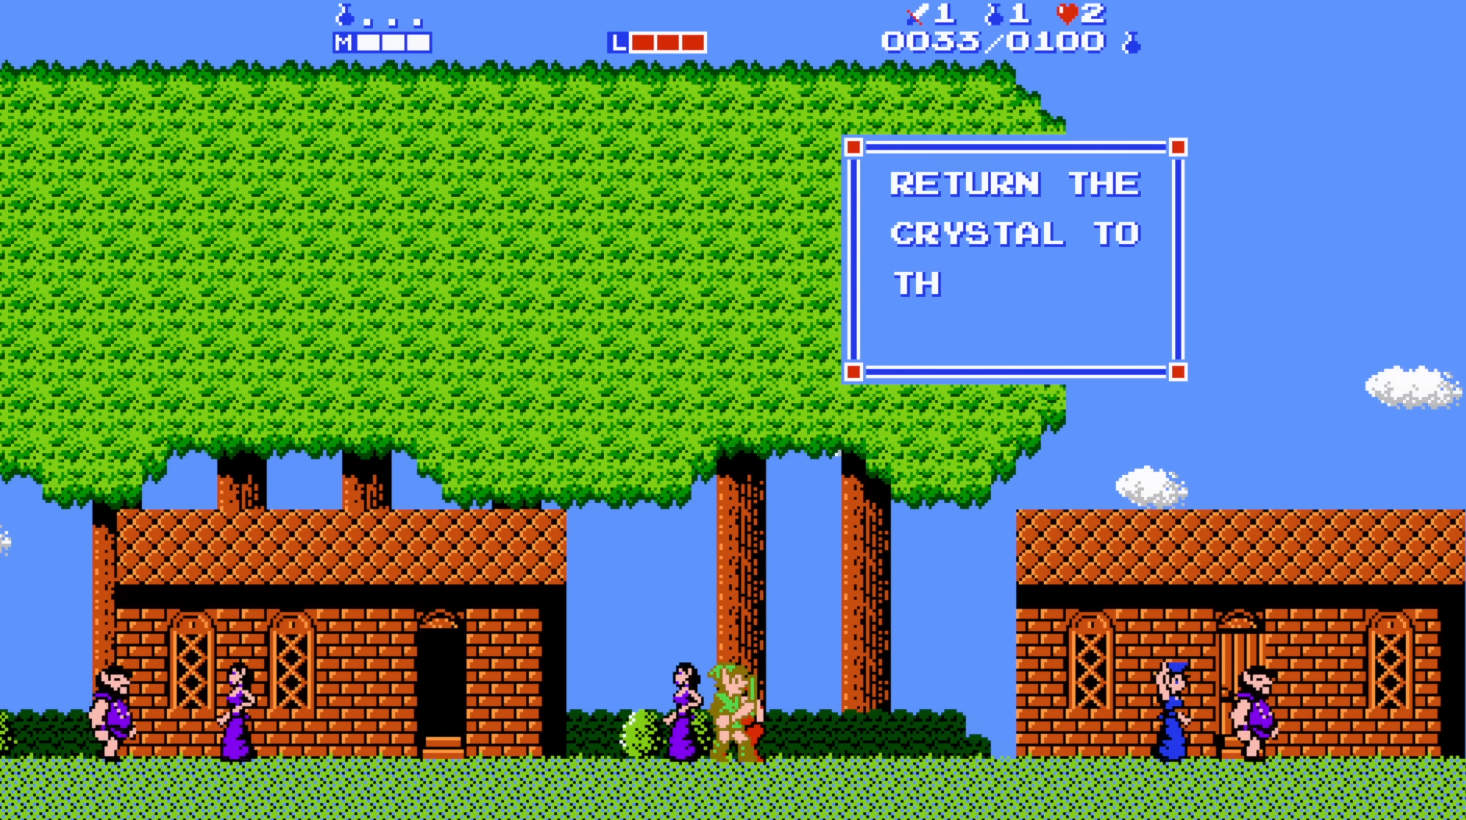 1 1 2
M L 0033/0100
RETURN THE
CRYSTAL TO
TH